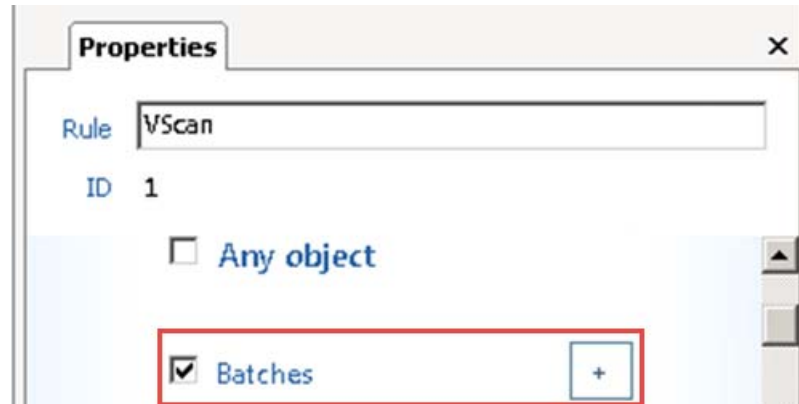 Properties
Rule VScan
ID 1
Any object
Batches +